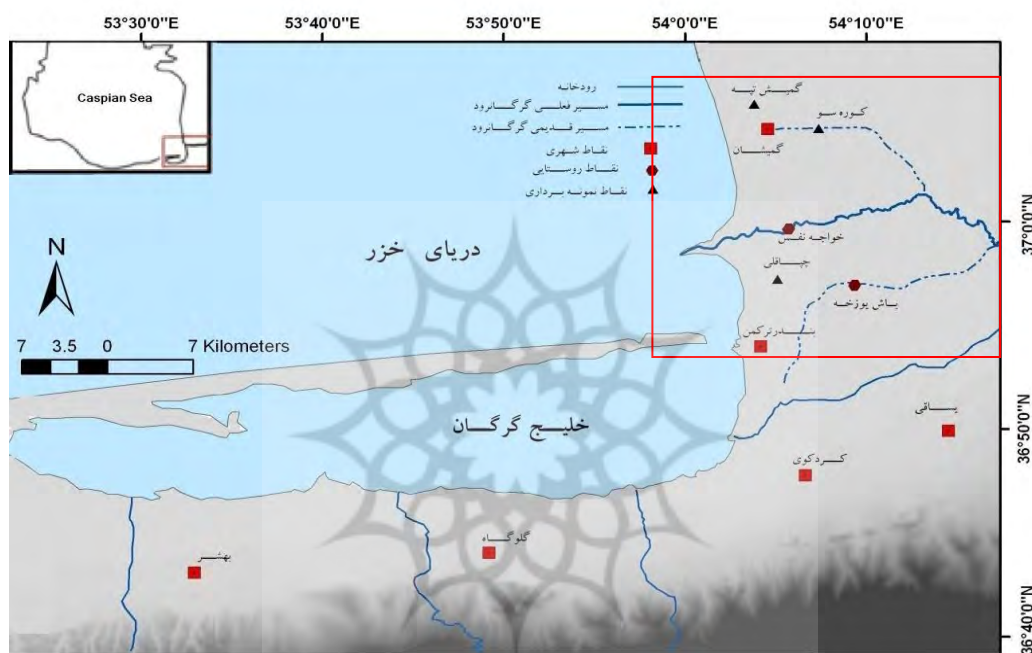 53°30'0"E 53°40'0"E 53°50'0"E 54°0'0"E 54°10'0"E
Caspian Sea
رودخانه
مسیر فعلی گرگانرود
مسیر قدیمی گرگانرود
نقاط شهری
نقاط روستایی
نقاط نمونه برداری
گمیش تپه
کوره سو
گمیشان
37°0'0"N
خواجه نفس
دریای خزر
چپاقلی
باش یوزخه
N
7 3.5 0 7 Kilometers
بندرترکمن
یاقی
خلیج گرگان
36°50'0"N
کردکوی
گلوگاه
بهشر
36°40'0"N